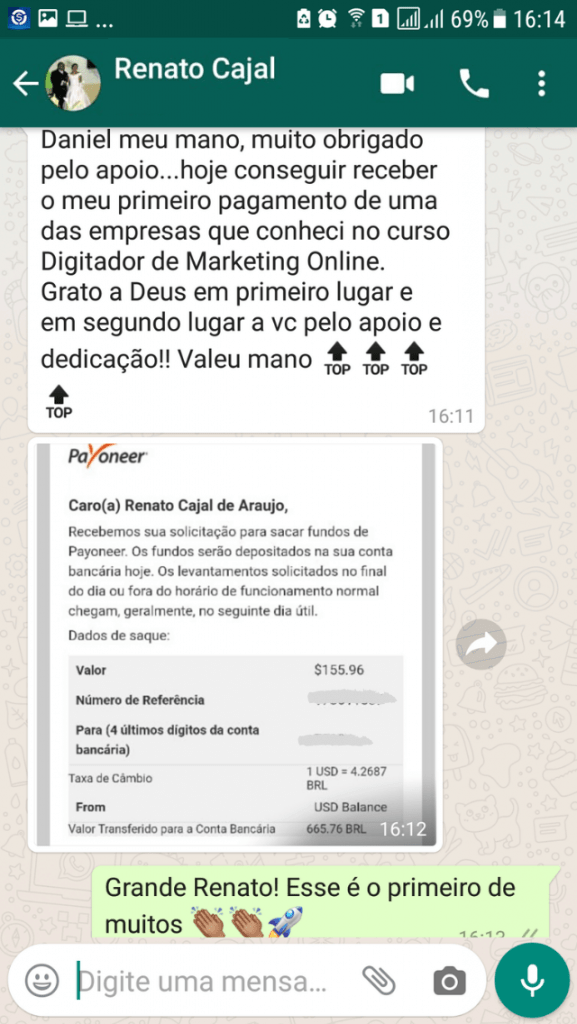 ... 1 69% 16:14
Renato Cajal
Daniel meu mano, muito obrigado
pelo apoio...hoje conseguir receber
o meu primeiro pagamento de uma
das empresas que conheci no curso
Digitador de Marketing Online.
Grato a Deus em primeiro lugar e
em segundo lugar a vc pelo apoio e
dedicação!! Valeu mano TOP TOP TOP
TOP
16:11
Payoneer
Caro(a) Renato Cajal de Araujo,
Recebemos sua solicitação para sacar fundos de
Payoneer. Os fundos serão depositados na sua conta
bancária hoje. Os levantamentos solicitados no final
do dia ou fora do horário de funcionamento normal
chegam, geralmente, no seguinte dia útil.
Dados de saque:
Valor $155.96
Número de Referência
Para (4 últimos dígitos da conta
bancária)
Taxa de Câmbio 1 USD = 4.2687
BRL
From USD Balance
Valor Transferido para a Conta Bancária 665.76 BRL 16:12
Grande Renato! Esse é o primeiro de
muitos 👏🏽👏🏽🚀
Digite uma mensa...